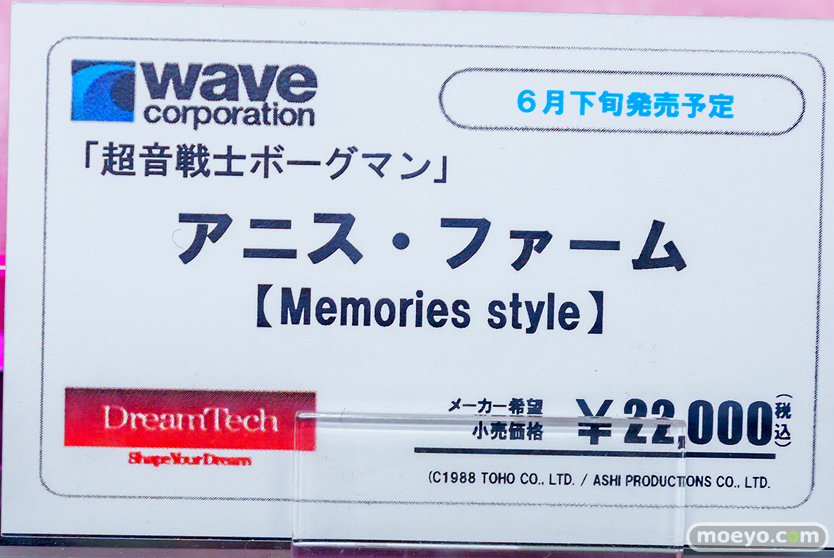 wave
corporation
6月下旬発売予定
「超音戦士ボーグマン」
アニス・ファーム
【Memories style】
DreamTech
Shape Your Dream
メーカー希望
小売価格
¥22,000(税込)
(C1988 TOHO CO., LTD. / ASHI PRODUCTIONS CO., LTD.
moeyo.com